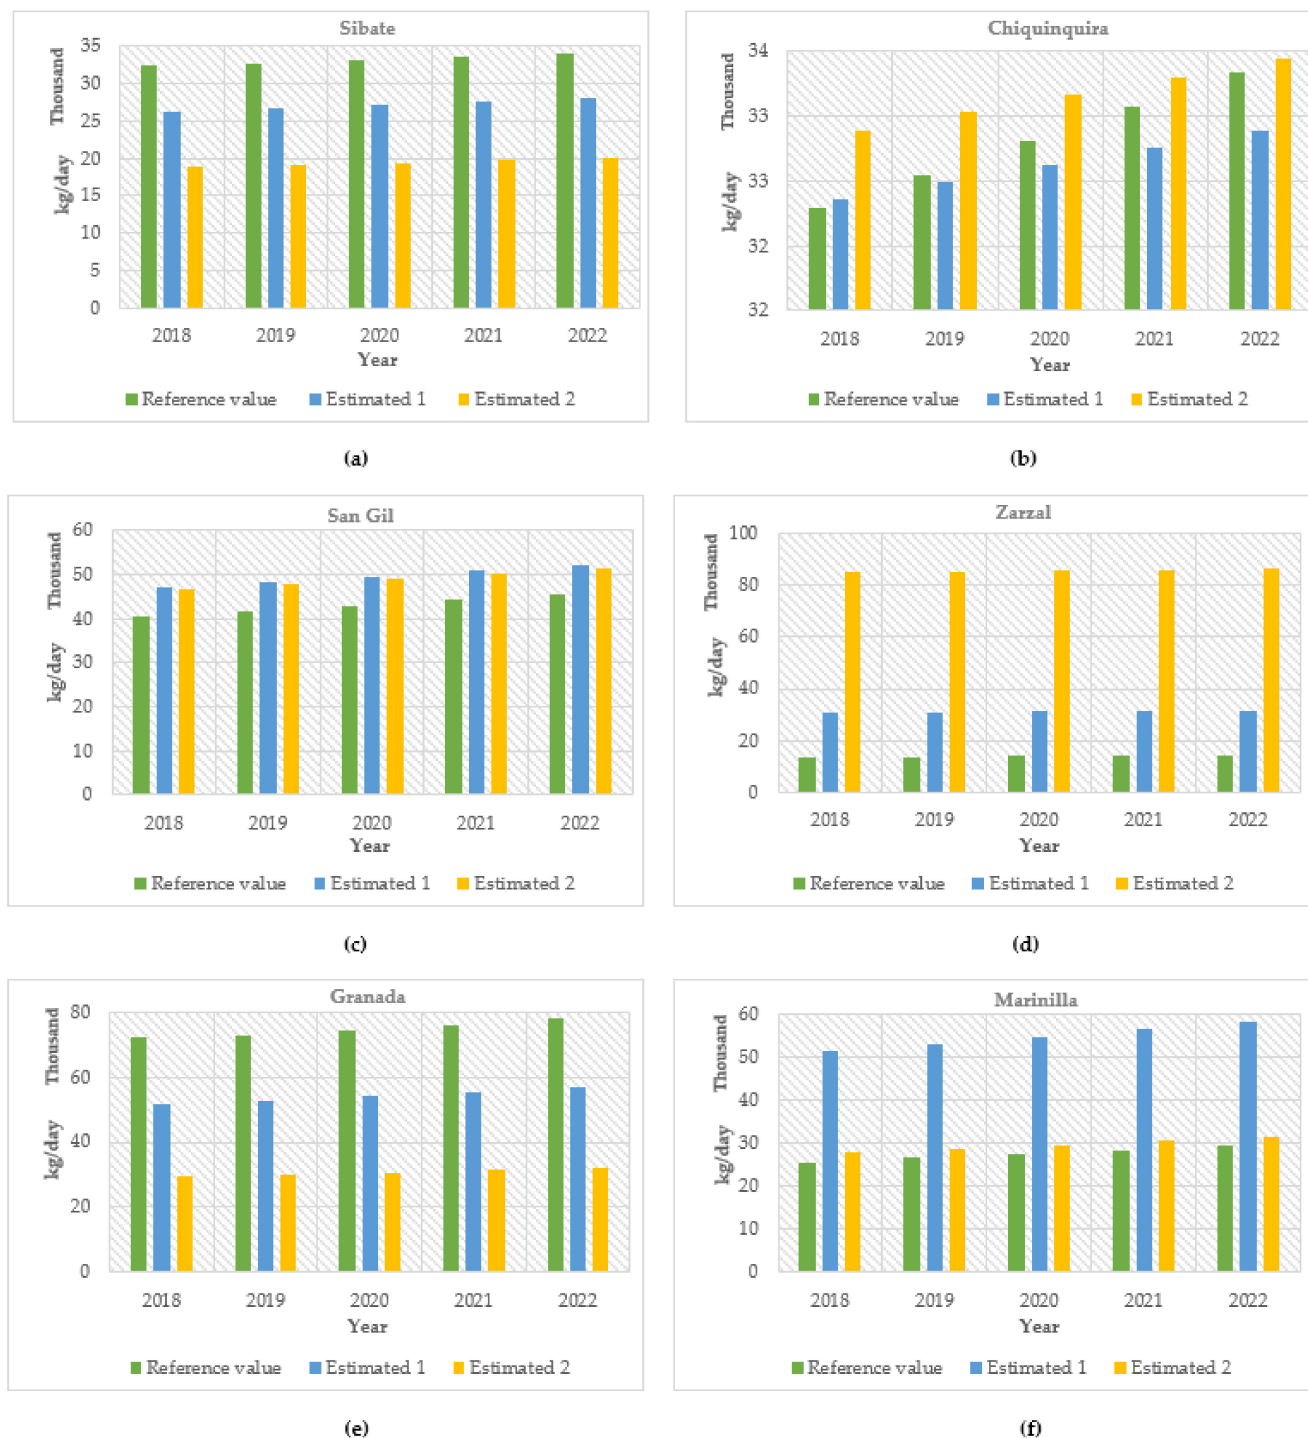 Sibate
Thousand
kg/day
35
30
25
20
15
10
5
0
2018 2019 2020 2021 2022
Year
Reference value Estimated 1 Estimated 2
(a)
Chiquinquira
Thousand
kg/day
34
33
33
32
32
2018 2019 2020 2021 2022
Year
Reference value Estimated 1 Estimated 2
(b)
San Gil
Thousand
kg/day
60
50
40
30
20
10
0
2018 2019 2020 2021 2022
Year
Reference value Estimated 1 Estimated 2
(c)
Zarzal
Thousand
kg/day
100
80
60
40
20
0
2018 2019 2020 2021 2022
Year
Reference value Estimated 1 Estimated 2
(d)
Granada
Thousand
kg/day
80
60
40
20
0
2018 2019 2020 2021 2022
Year
Reference value Estimated 1 Estimated 2
(e)
Marinilla
Thousand
kg/day
60
50
40
30
20
10
0
2018 2019 2020 2021 2022
Year
Reference value Estimated 1 Estimated 2
(f)